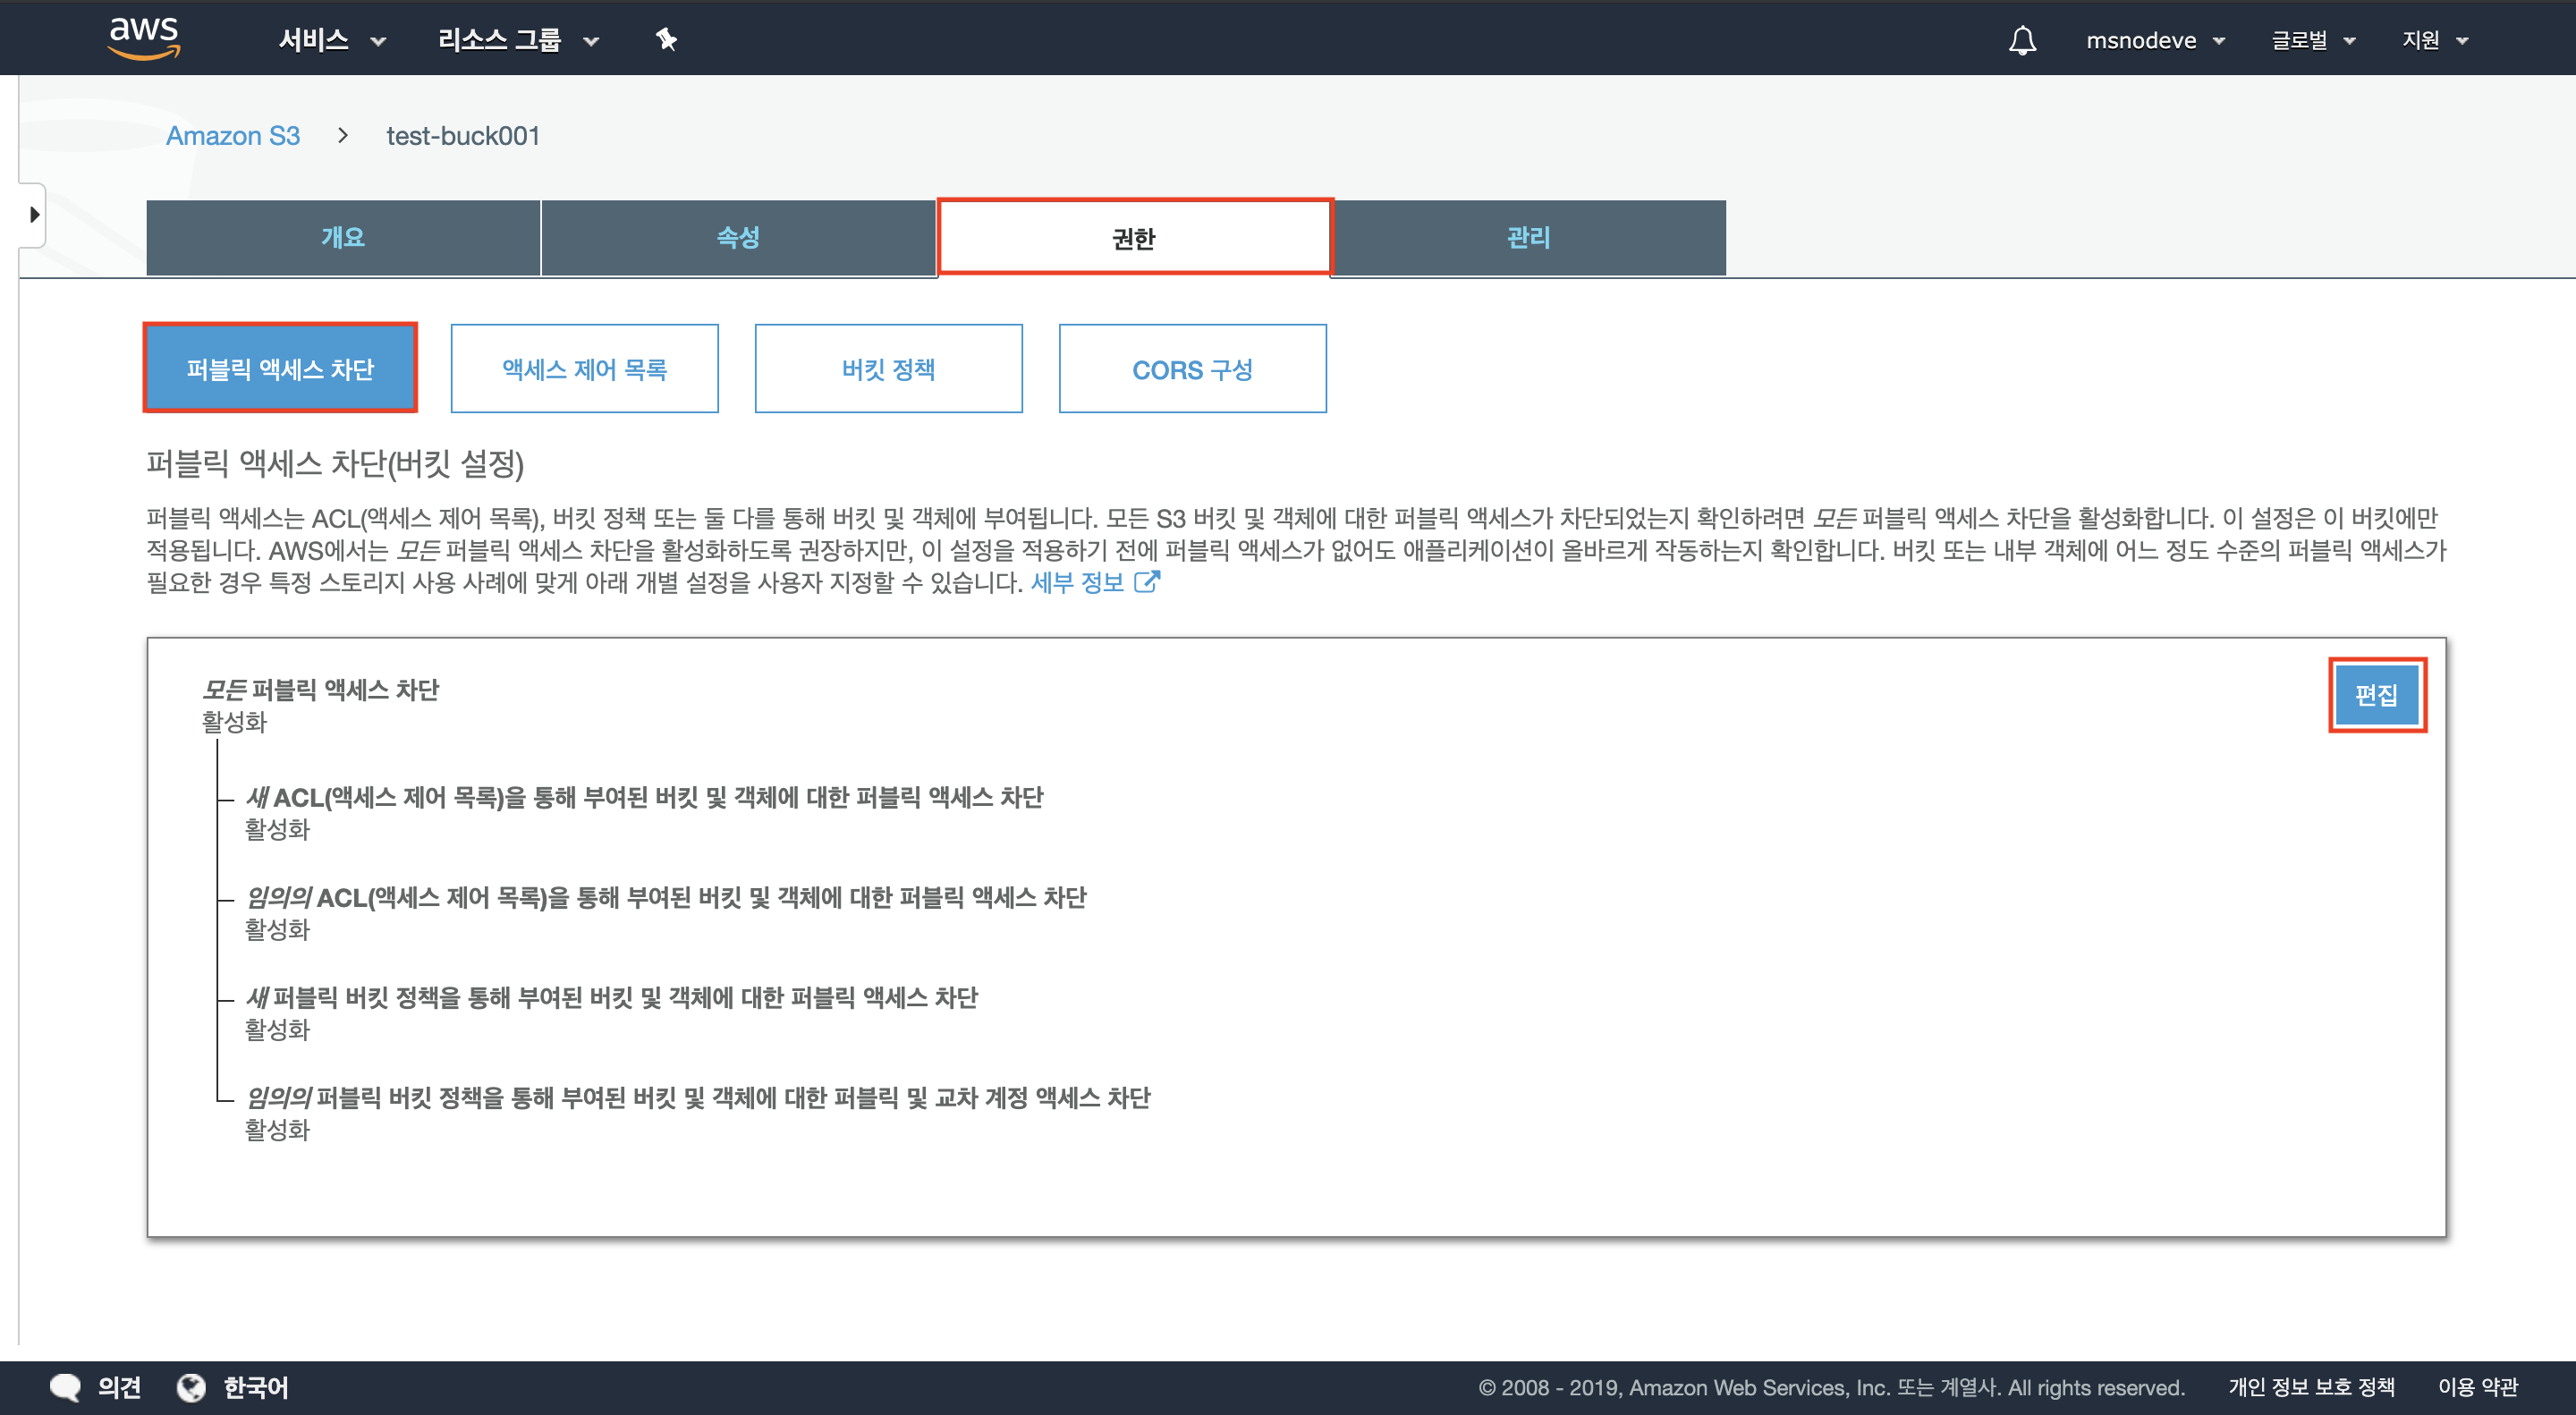 aws 서비스 리소스 그룹 msnodeve 글로벌 지원
Amazon S3 > test-buck001
개요 속성 권한 관리
퍼블릭 액세스 차단 액세스 제어 목록 버킷 정책 CORS 구성
퍼블릭 액세스 차단(버킷 설정)
퍼블릭 액세스는 ACL(액세스 제어 목록), 버킷 정책 또는 둘 다를 통해 버킷 및 객체에 부여됩니다. 모든 S3 버킷 및 객체에 대한 퍼블릭 액세스가 차단되었는지 확인하려면 모든 퍼블릭 액세스 차단을 활성화합니다. 이 설정은 이 버킷에만
적용됩니다. AWS에서는 모든 퍼블릭 액세스 차단을 활성화하도록 권장하지만, 이 설정을 적용하기 전에 퍼블릭 액세스가 없어도 애플리케이션이 올바르게 작동하는지 확인합니다. 버킷 또는 내부 객체에 어느 정도 수준의 퍼블릭 액세스가
필요한 경우 특정 스토리지 사용 사례에 맞게 아래 개별 설정을 사용자 지정할 수 있습니다. 세부 정보
모든 퍼블릭 액세스 차단
편집
활성화
새 ACL(액세스 제어 목록)을 통해 부여된 버킷 및 객체에 대한 퍼블릭 액세스 차단
활성화
임의의 ACL(액세스 제어 목록)을 통해 부여된 버킷 및 객체에 대한 퍼블릭 액세스 차단
활성화
새 퍼블릭 버킷 정책을 통해 부여된 버킷 및 객체에 대한 퍼블릭 액세스 차단
활성화
임의의 퍼블릭 버킷 정책을 통해 부여된 버킷 및 객체에 대한 퍼블릭 및 교차 계정 액세스 차단
활성화
의견 한국어 © 2008 - 2019, Amazon Web Services, Inc. 또는 계열사. All rights reserved. 개인 정보 보호 정책 이용 약관